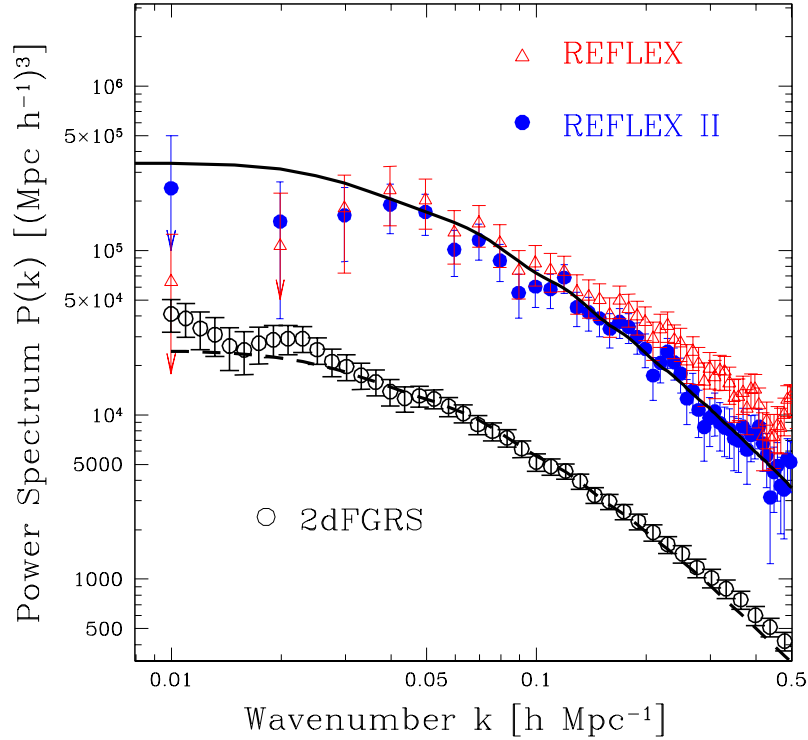 REFLEX
REFLEX II
2dFGRS
Power Spectrum P(k) [(Mpc h⁻¹)³]
10⁶
5×10⁵
10⁵
5×10⁴
10⁴
5000
1000
500
0.01
0.05
0.1
0.5
Wavenumber k [h Mpc⁻¹]